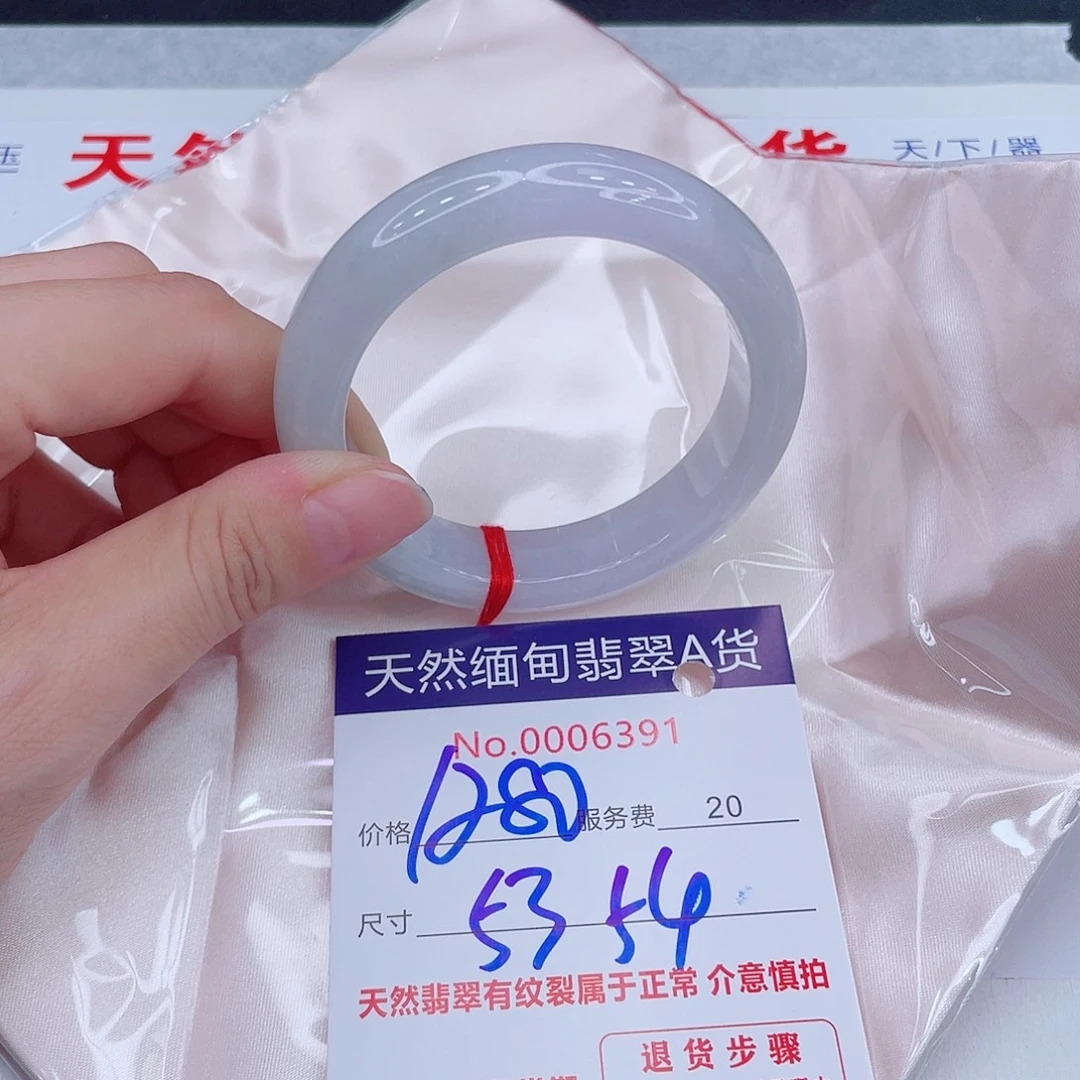 天 货 天/下/器
天然缅甸翡翠A货
No.0006391
价格 1280 服务费 20
尺寸 53 54
天然翡翠有纹裂属于正常 介意慎拍
退货步骤